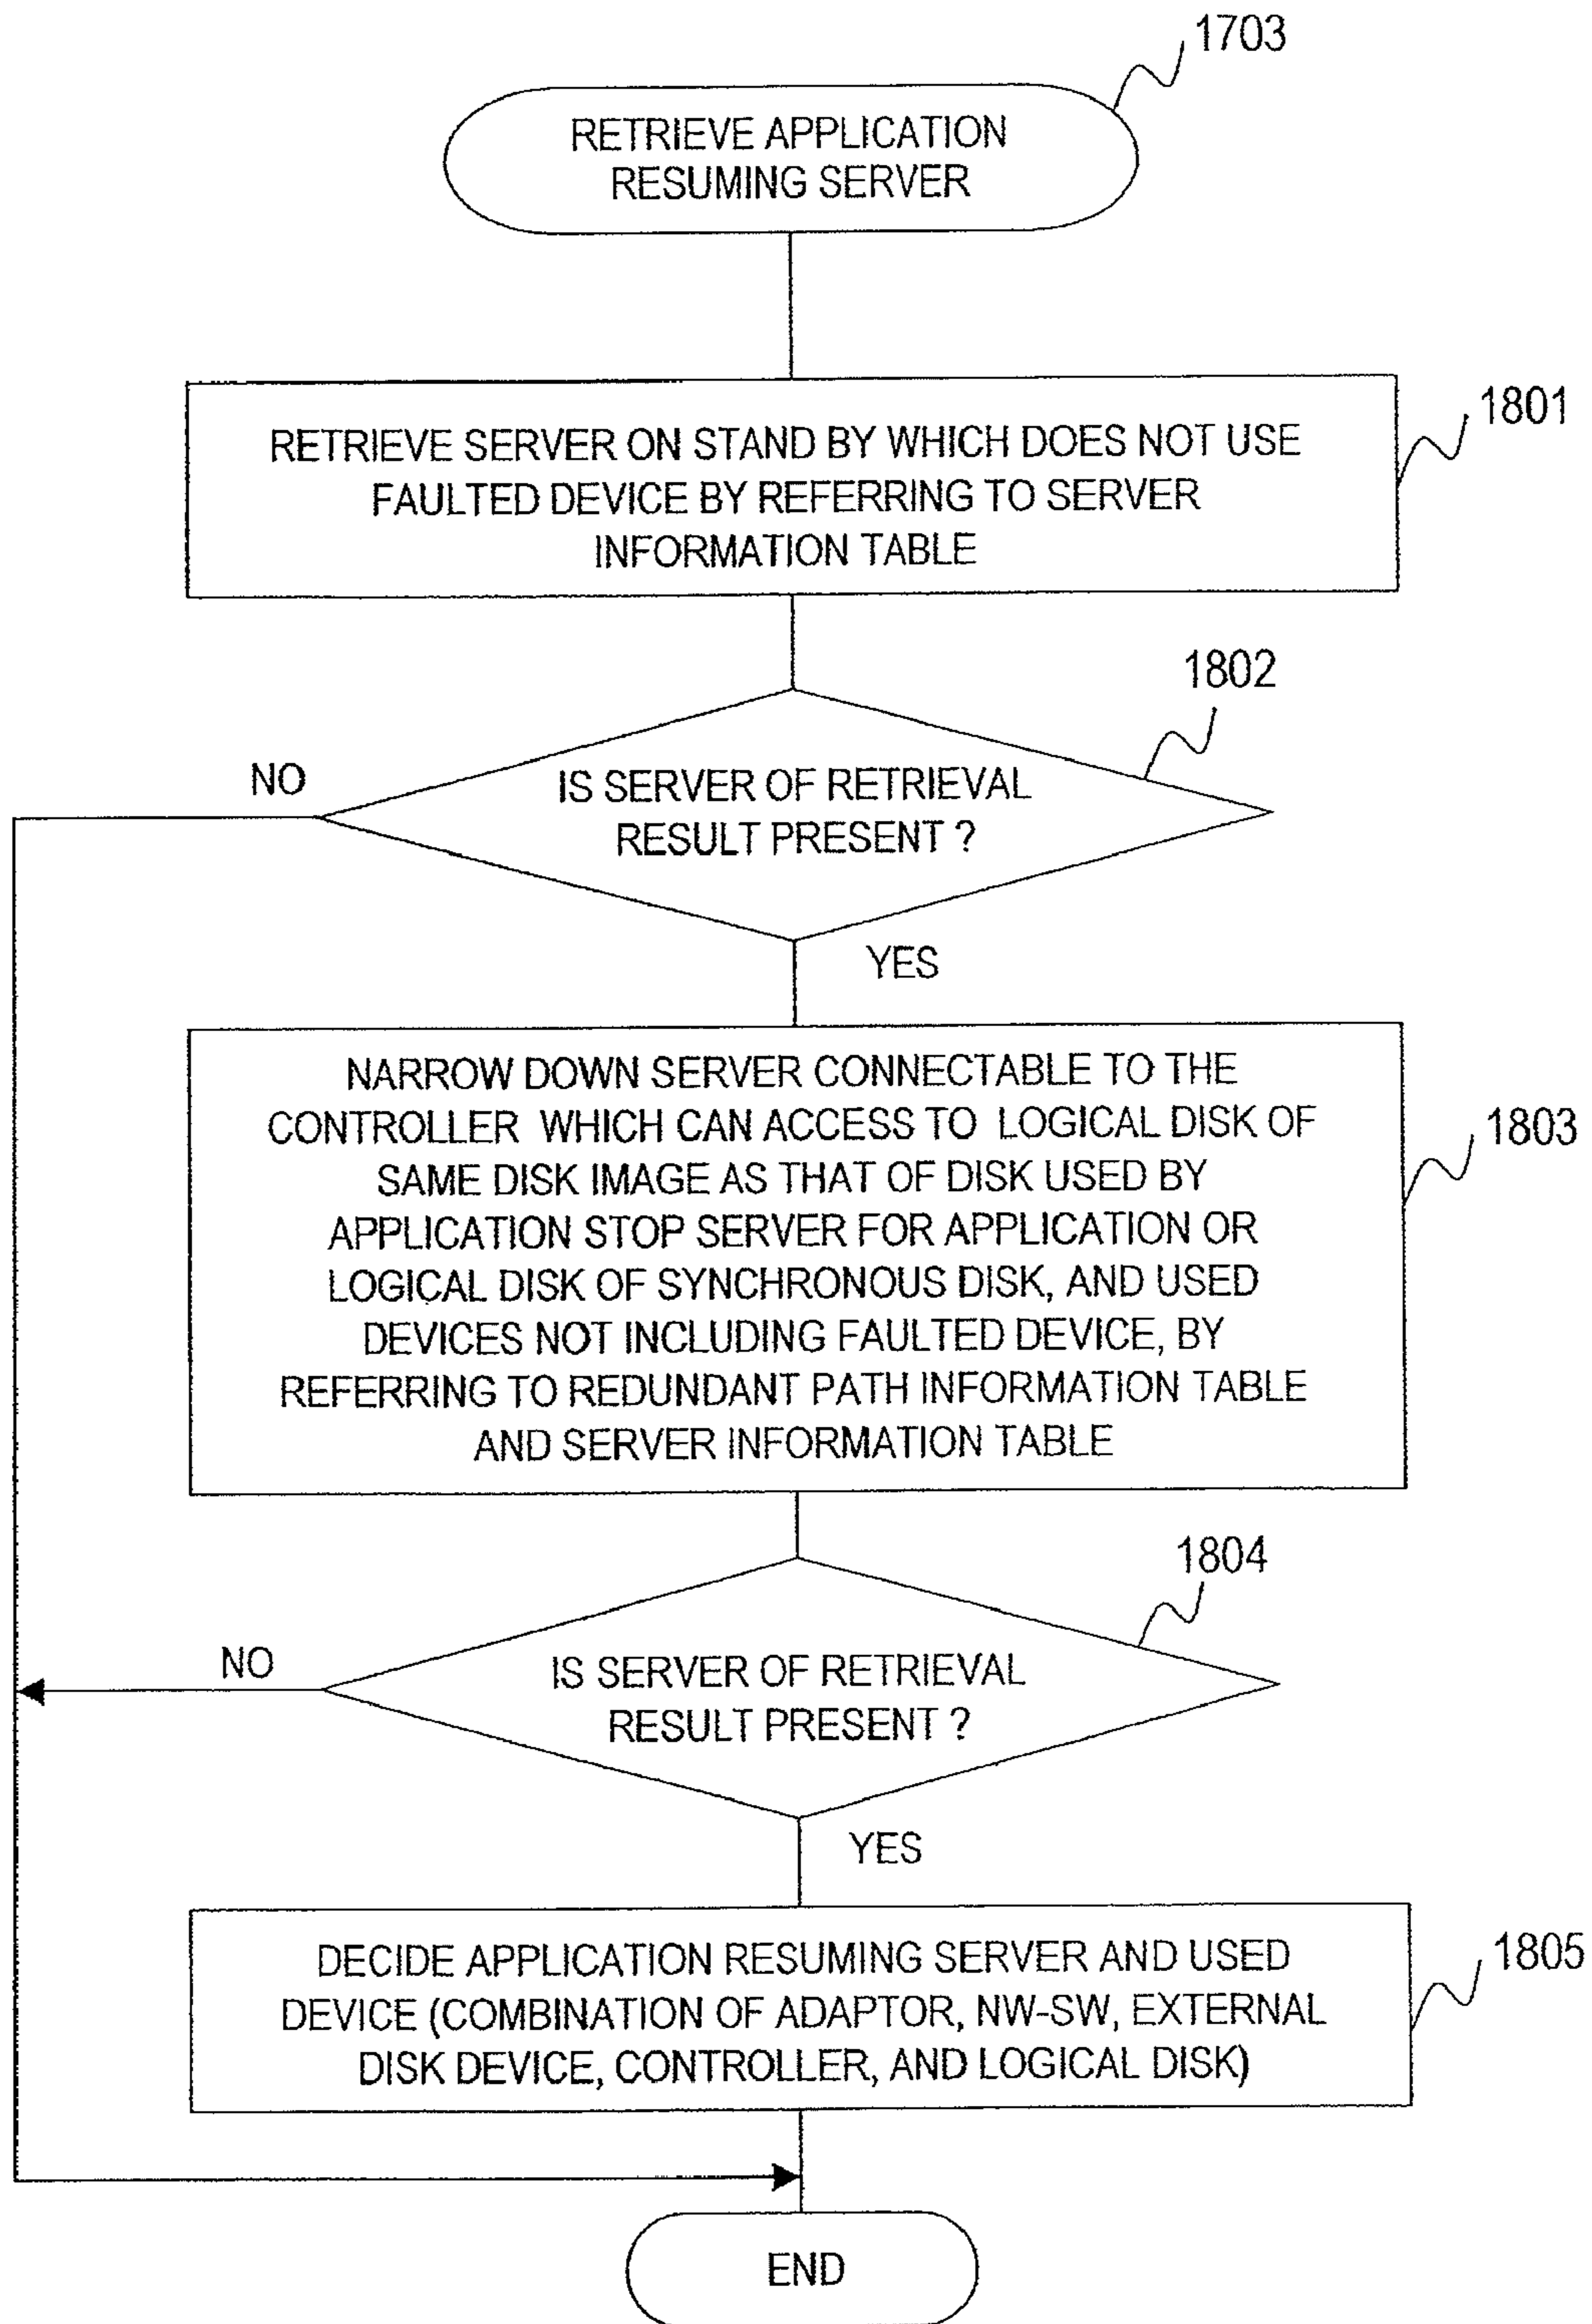 1703
RETRIEVE APPLICATION
RESUMING SERVER
1801
RETRIEVE SERVER ON STAND BY WHICH DOES NOT USE
FAULTED DEVICE BY REFERRING TO SERVER
INFORMATION TABLE
1802
NO
IS SERVER OF RETRIEVAL
RESULT PRESENT ?
YES
1803
NARROW DOWN SERVER CONNECTABLE TO THE
CONTROLLER WHICH CAN ACCESS TO LOGICAL DISK OF
SAME DISK IMAGE AS THAT OF DISK USED BY
APPLICATION STOP SERVER FOR APPLICATION OR
LOGICAL DISK OF SYNCHRONOUS DISK, AND USED
DEVICES NOT INCLUDING FAULTED DEVICE, BY
REFERRING TO REDUNDANT PATH INFORMATION TABLE
AND SERVER INFORMATION TABLE
1804
NO
IS SERVER OF RETRIEVAL
RESULT PRESENT ?
YES
1805
DECIDE APPLICATION RESUMING SERVER AND USED
DEVICE (COMBINATION OF ADAPTOR, NW-SW, EXTERNAL
DISK DEVICE, CONTROLLER, AND LOGICAL DISK)
END